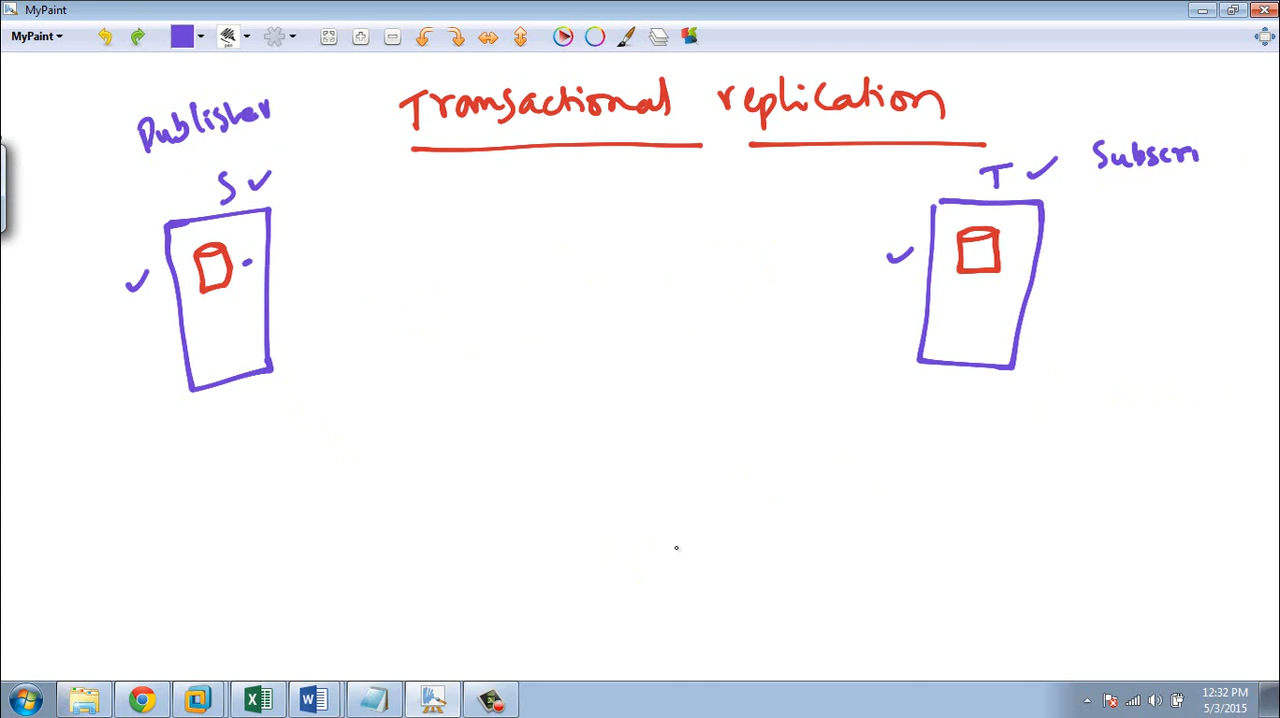 MyPaint
MyPaint
Transactional replication
Publisher
Subscri
S
T
12:32 PM
5/3/2015